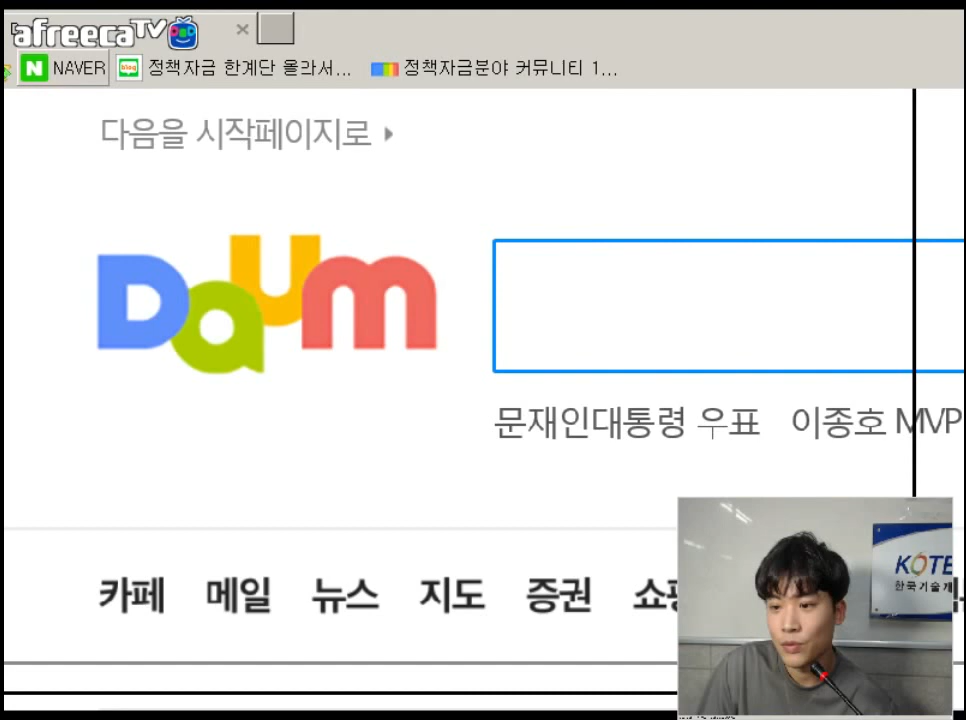 afreecaTV
NAVER 정책자금 한계단 올라서... 정책자금분야 커뮤니티 1...
다음을 시작페이지로
Daum
문재인대통령 우표 이종호 MVP
카페 메일 뉴스 지도 증권
KOTE
한국기술개